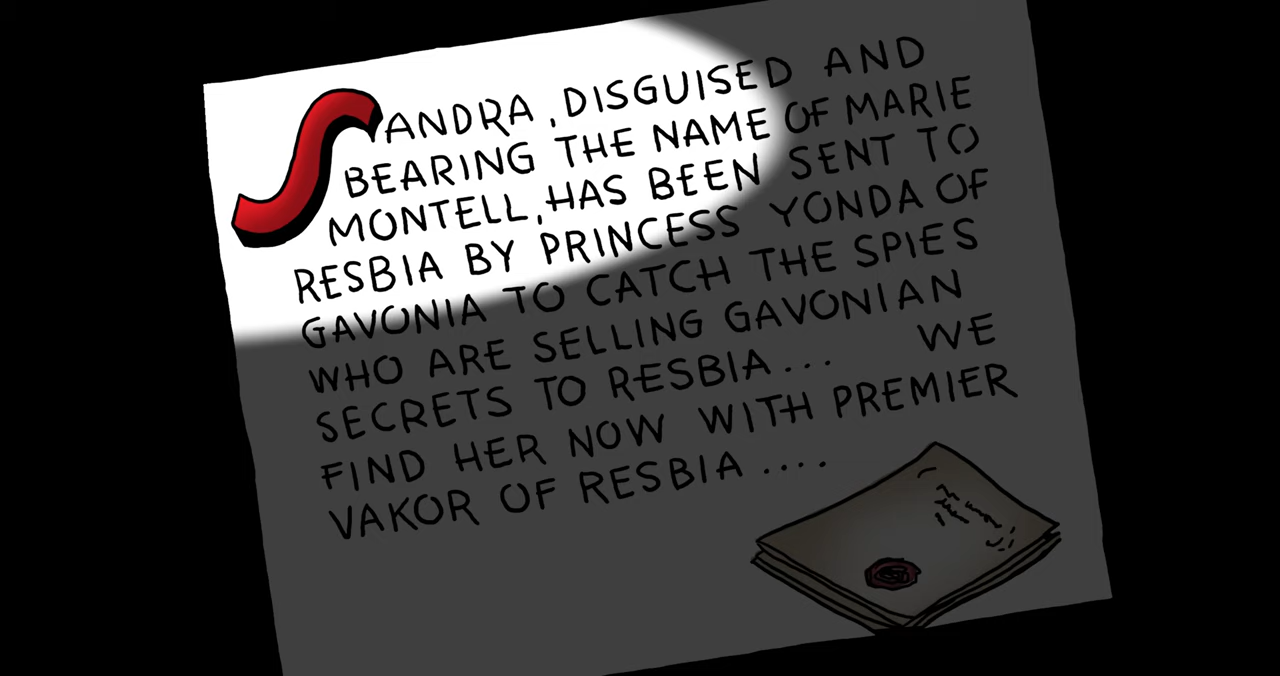 SANDRA, DISGUISED AND
BEARING THE NAME OF MARIE
MONTELL, HAS BEEN SENT TO
RESBIA BY PRINCESS YONDA OF
GAVONIA TO CATCH THE SPIES
WHO ARE SELLING GAVONIAN
SECRETS TO RESBIA... WE
FIND HER NOW WITH PREMIER
VAKOR OF RESBIA ....